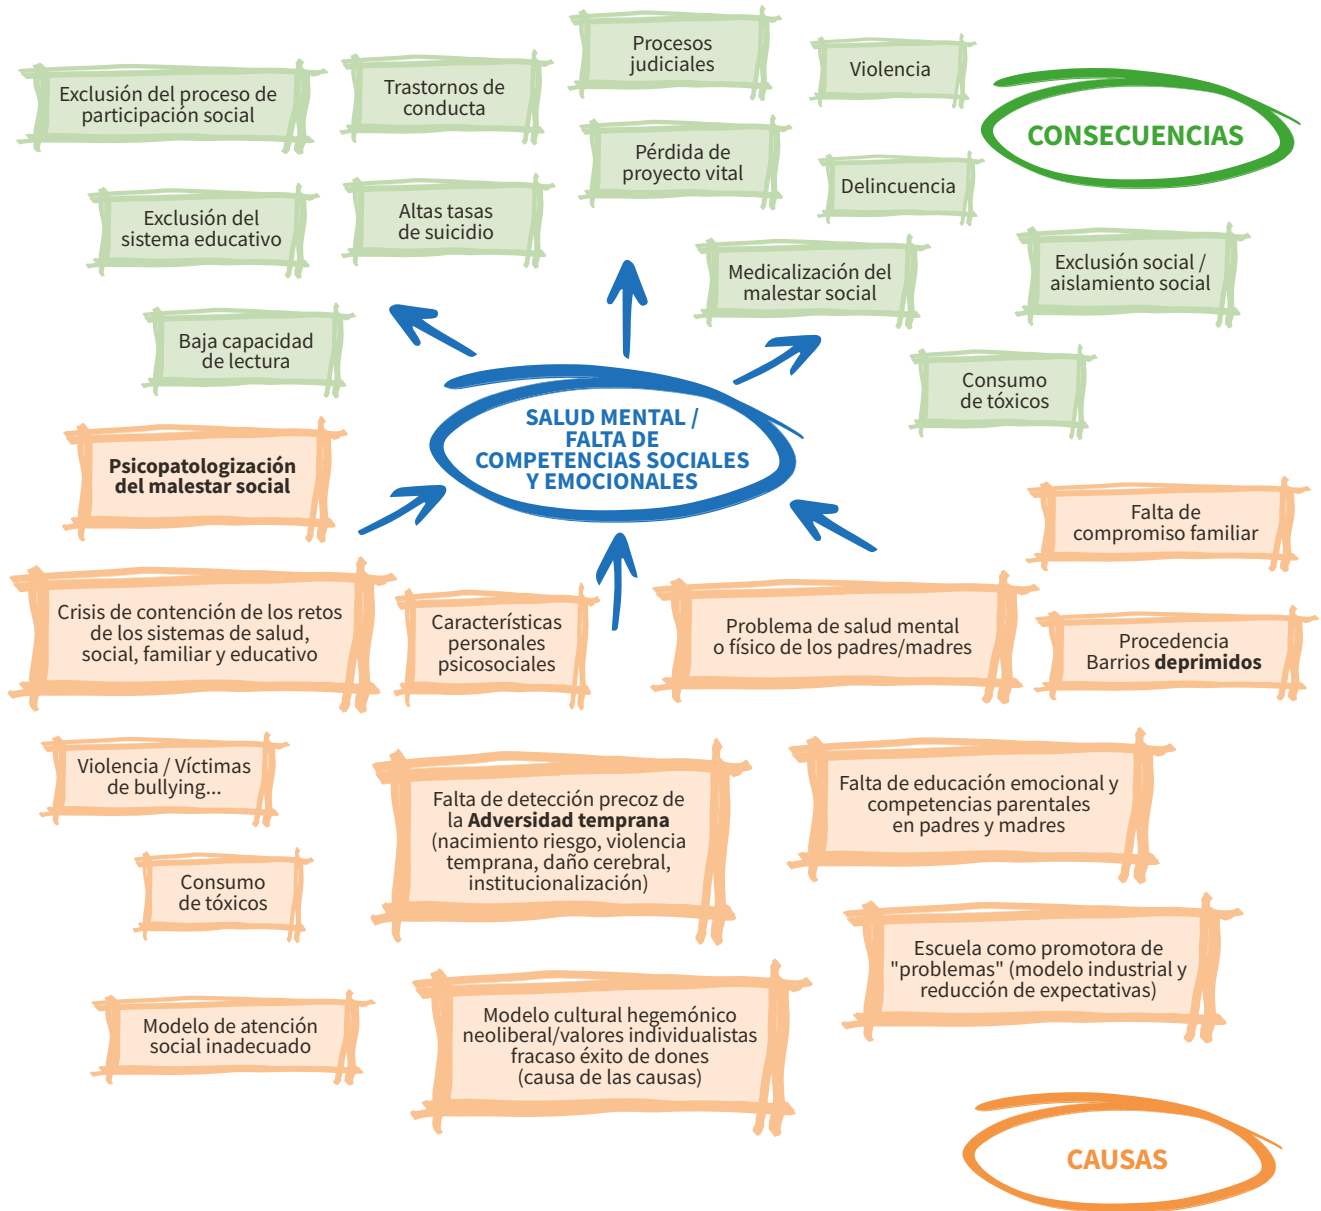 Procesos
judiciales
Violencia
Exclusión del proceso de
participación social
Trastornos de
conducta
CONSECUENCIAS
Pérdida de
proyecto vital
Delincuencia
Exclusión del
sistema educativo
Altas tasas
de suicidio
Medicalización del
malestar social
Exclusión social /
aislamiento social
Baja capacidad
de lectura
Consumo
de tóxicos
SALUD MENTAL /
FALTA DE
COMPETENCIAS SOCIALES
Y EMOCIONALES
Psicopatologización
del malestar social
Falta de
compromiso familiar
Crisis de contención de los retos
de los sistemas de salud,
social, familiar y educativo
Características
personales
psicosociales
Problema de salud mental
o físico de los padres/madres
Procedencia
Barrios deprimidos
Violencia / Víctimas
de bullying...
Falta de detección precoz de
la Adversidad temprana
(nacimiento riesgo, violencia
temprana, daño cerebral,
institucionalización)
Falta de educación emocional y
competencias parentales
en padres y madres
Consumo
de tóxicos
Escuela como promotora de
"problemas" (modelo industrial y
reducción de expectativas)
Modelo de atención
social inadecuado
Modelo cultural hegemónico
neoliberal/valores individualistas
fracaso éxito de dones
(causa de las causas)
CAUSAS